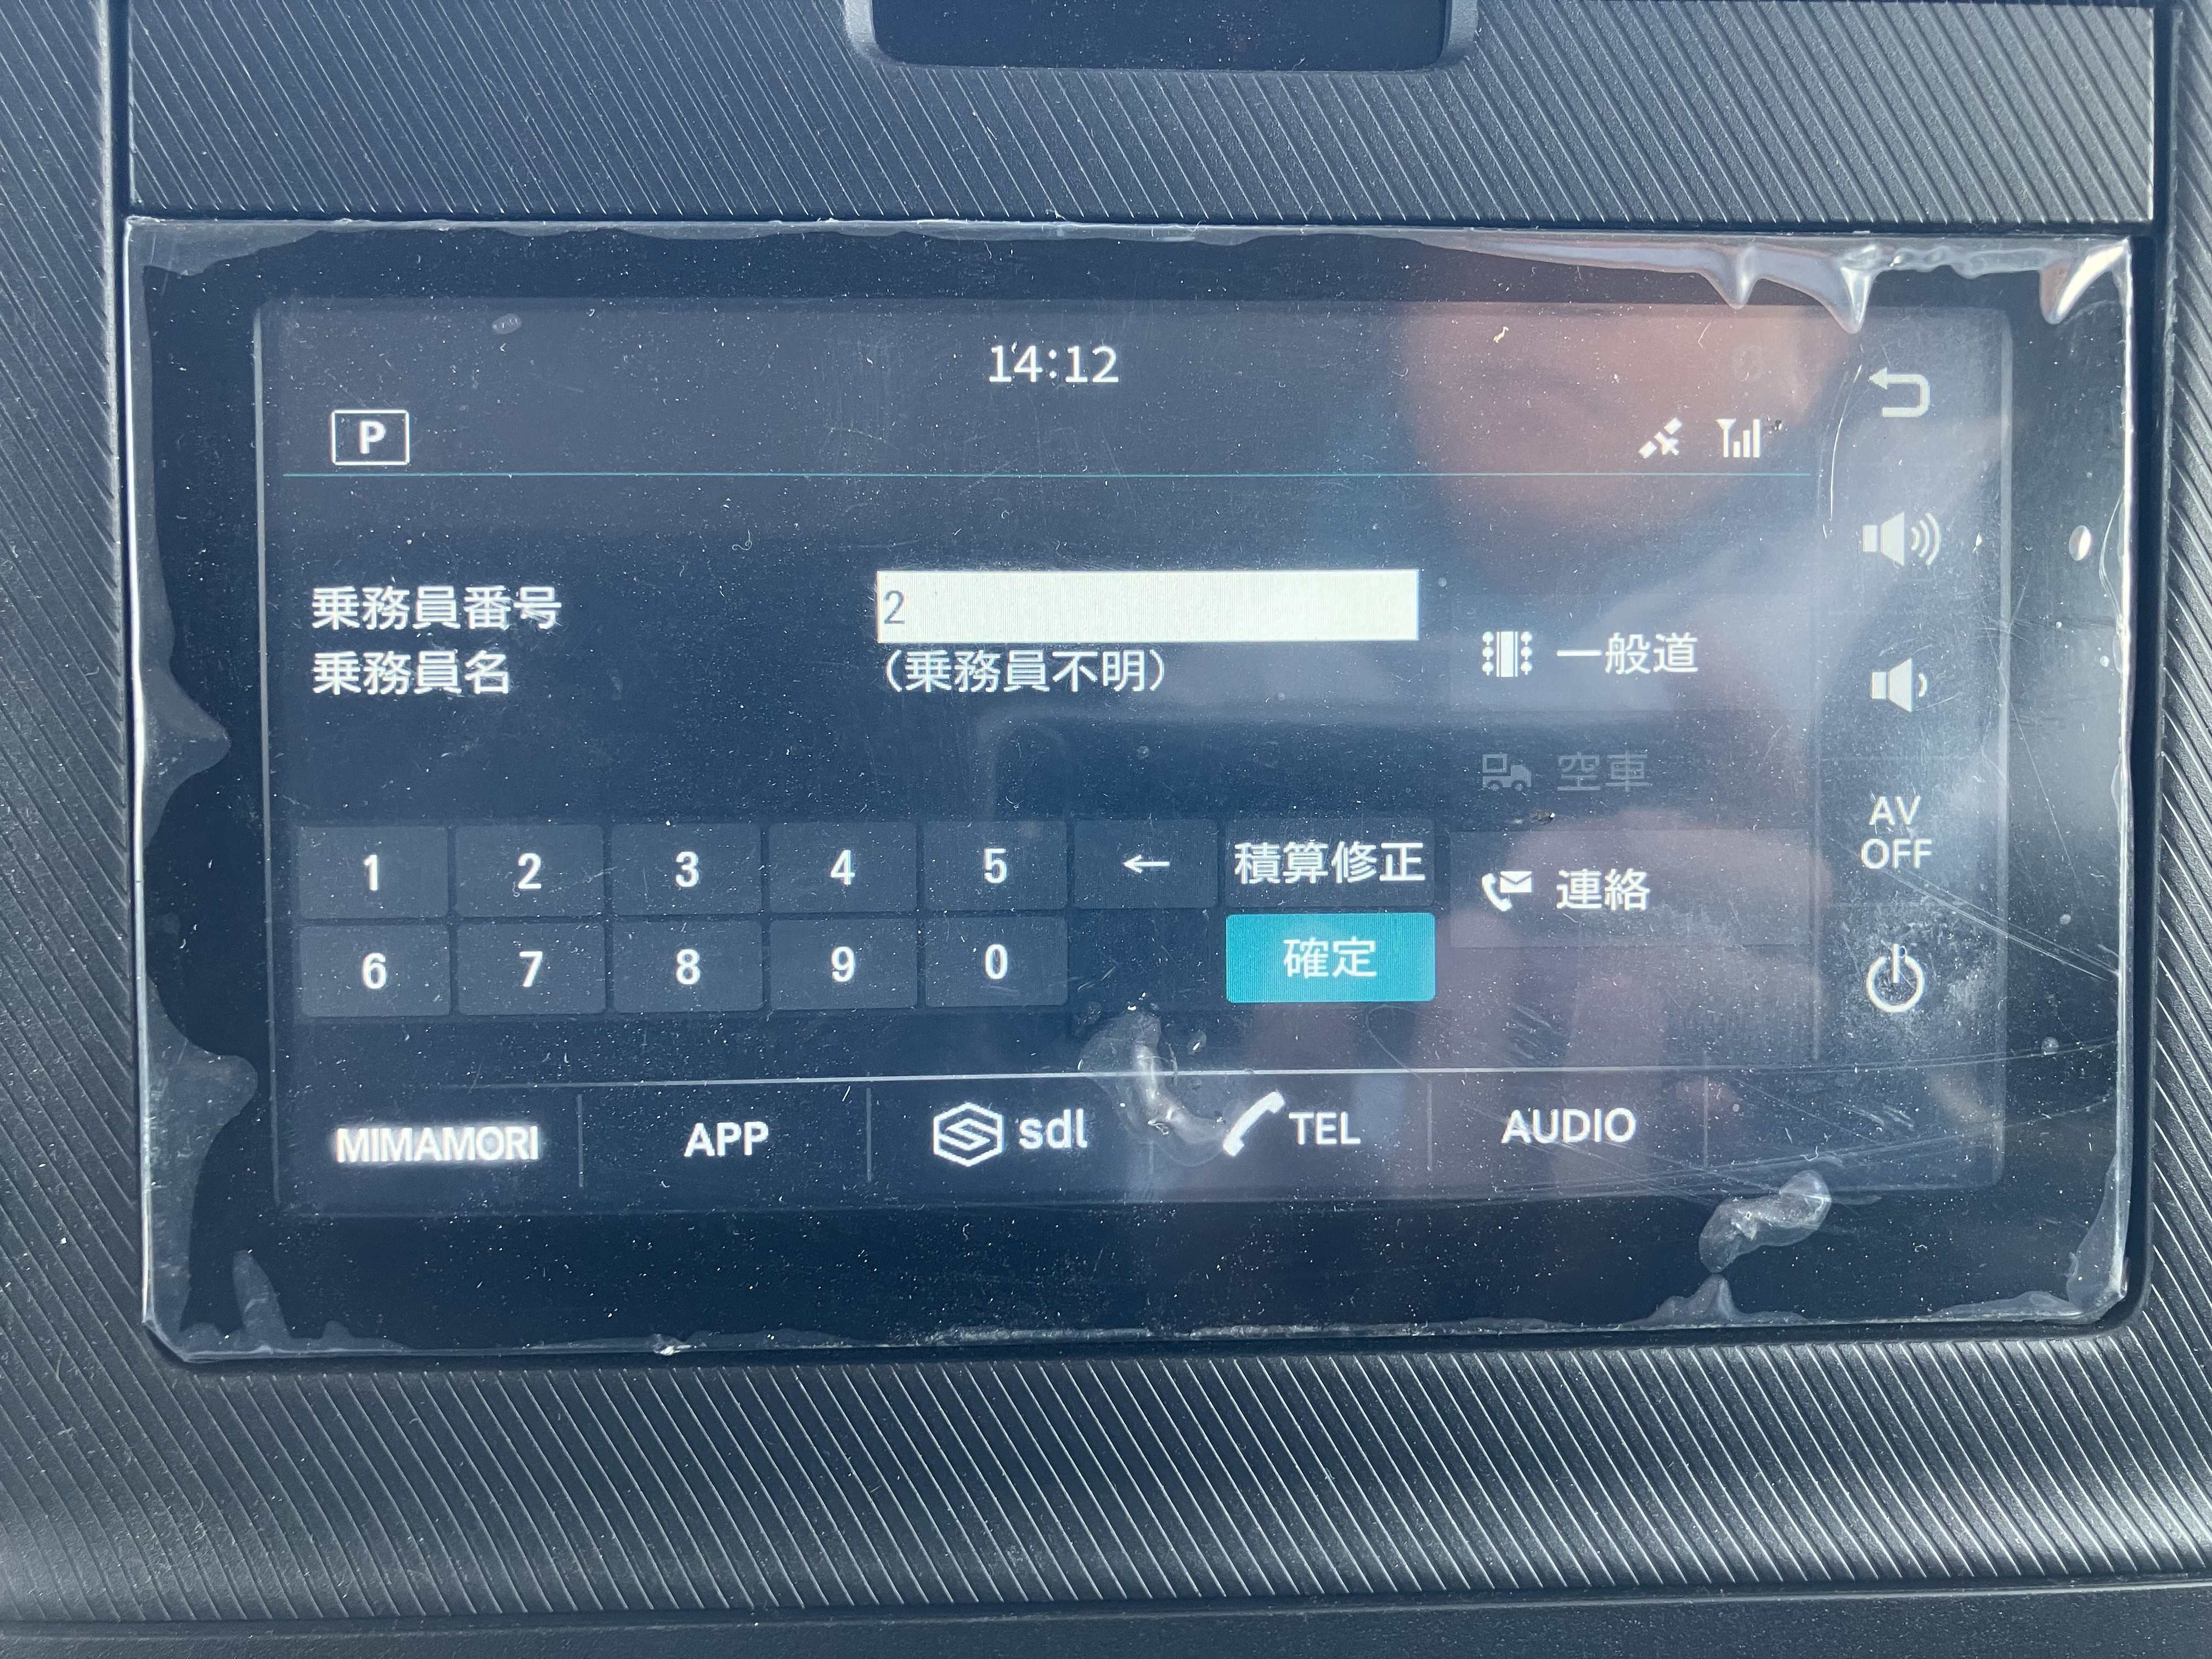 14:12
P
乗務員番号 2
乗務員名 (乗務員不明)
一般道
空車
AV
OFF
1 2 3 4 5 ← 積算修正
連絡
6 7 8 9 0 確定
MIMAMORI APP sdl TEL AUDIO